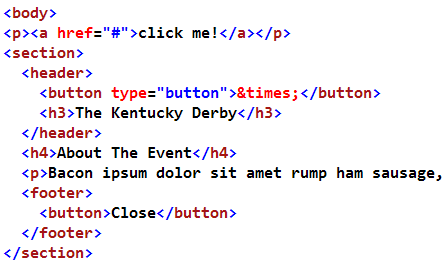 <body>
<p><a href="#">click me!</a></p>
<section>
  <header>
    <button type="button">&times;</button>
    <h3>The Kentucky Derby</h3>
  </header>
  <h4>About The Event</h4>
  <p>Bacon ipsum dolor sit amet rump ham sausage,
  <footer>
    <button>Close</button>
  </footer>
</section>